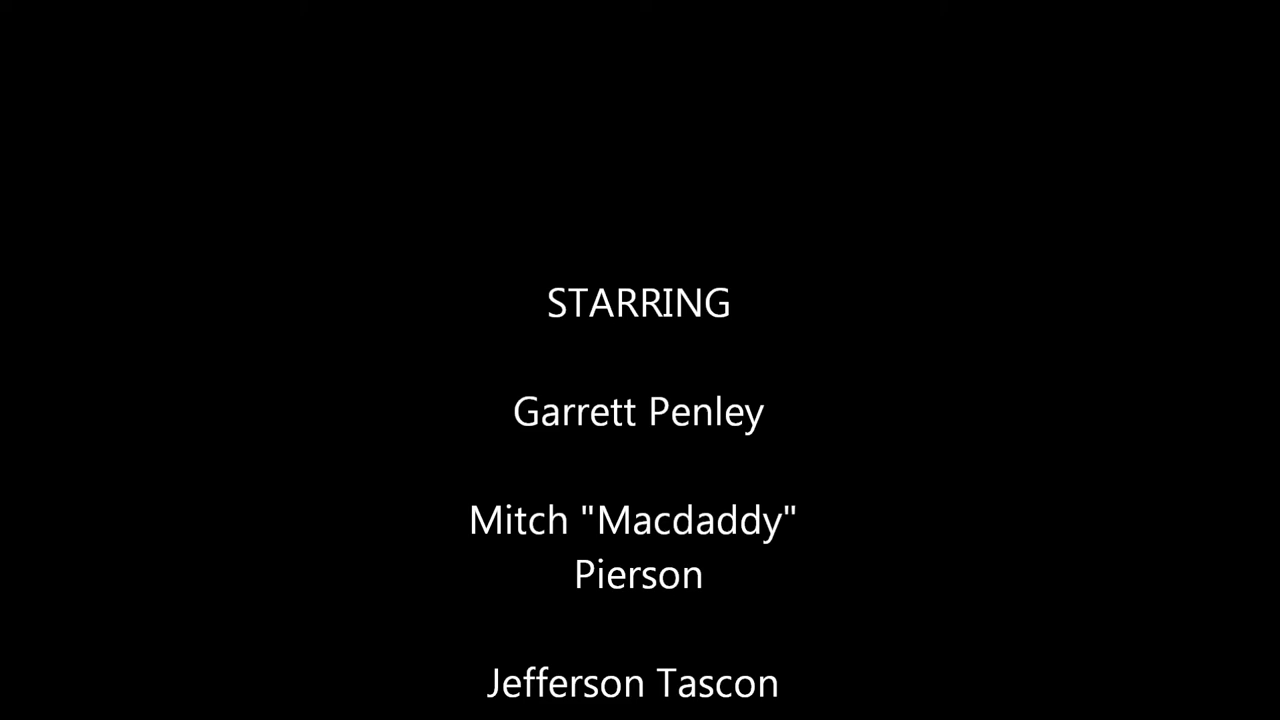 STARRING
Garrett Penley
Mitch "Macdaddy"
Pierson
Jefferson Tascon